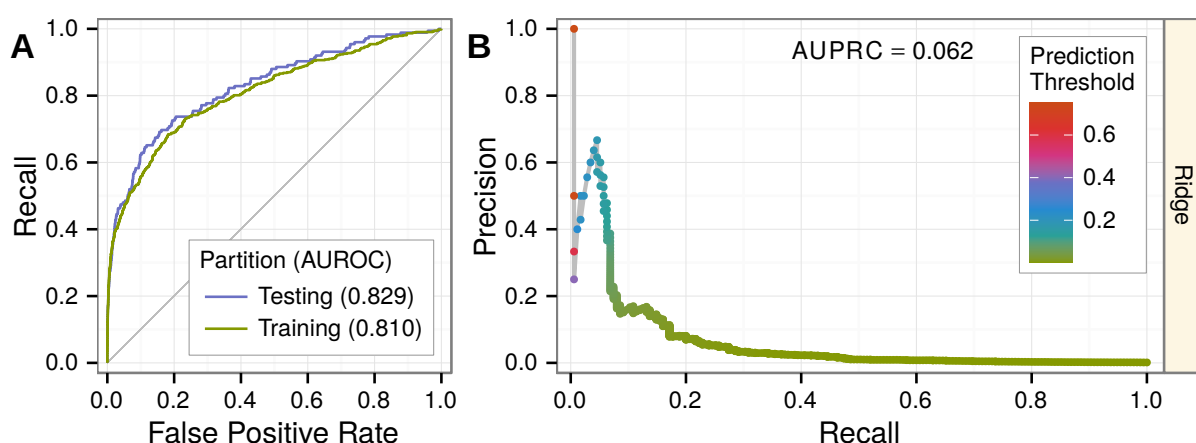 A
1.0
0.8
0.6
0.4
0.2
0.0
Recall
0.0
0.2
0.4
0.6
0.8
1.0
False Positive Rate
Partition (AUROC)
Testing (0.829)
Training (0.810)
B
1.0
0.8
0.6
0.4
0.2
0.0
Precision
0.0
0.2
0.4
0.6
0.8
1.0
Recall
AUPRC = 0.062
Prediction
Threshold
0.6
0.4
0.2
Ridge